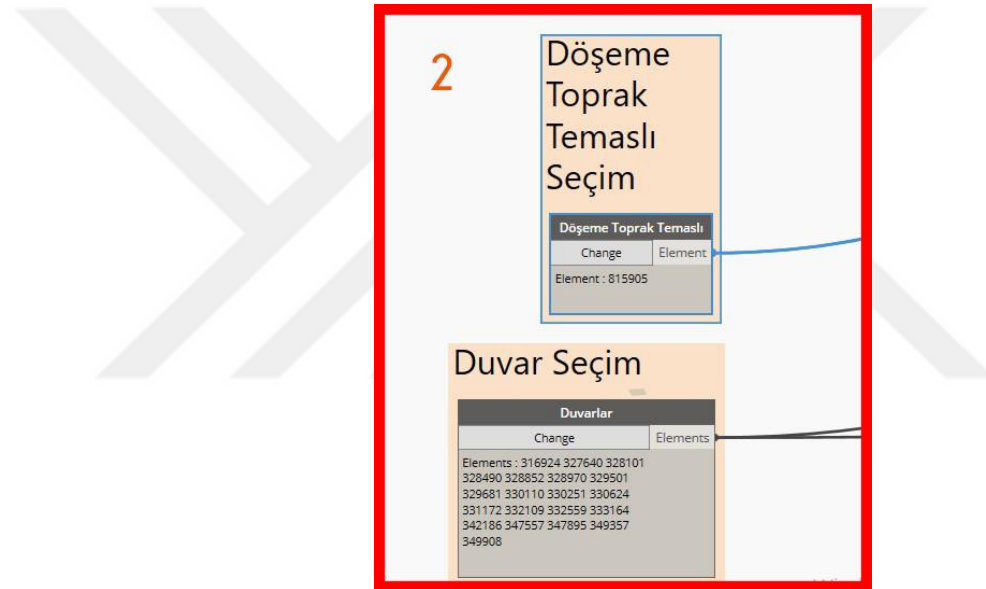 2
Döşeme
Toprak
Temaslı
Seçim
Döşeme Toprak Temaslı
Change
Element
Element : 815905
Duvar Seçim
Duvarlar
Change
Elements
Elements : 316924 327640 328101
328490 328852 328970 329501
329681 330110 330251 330624
331172 332109 332559 333164
342186 347557 347895 349357
349908